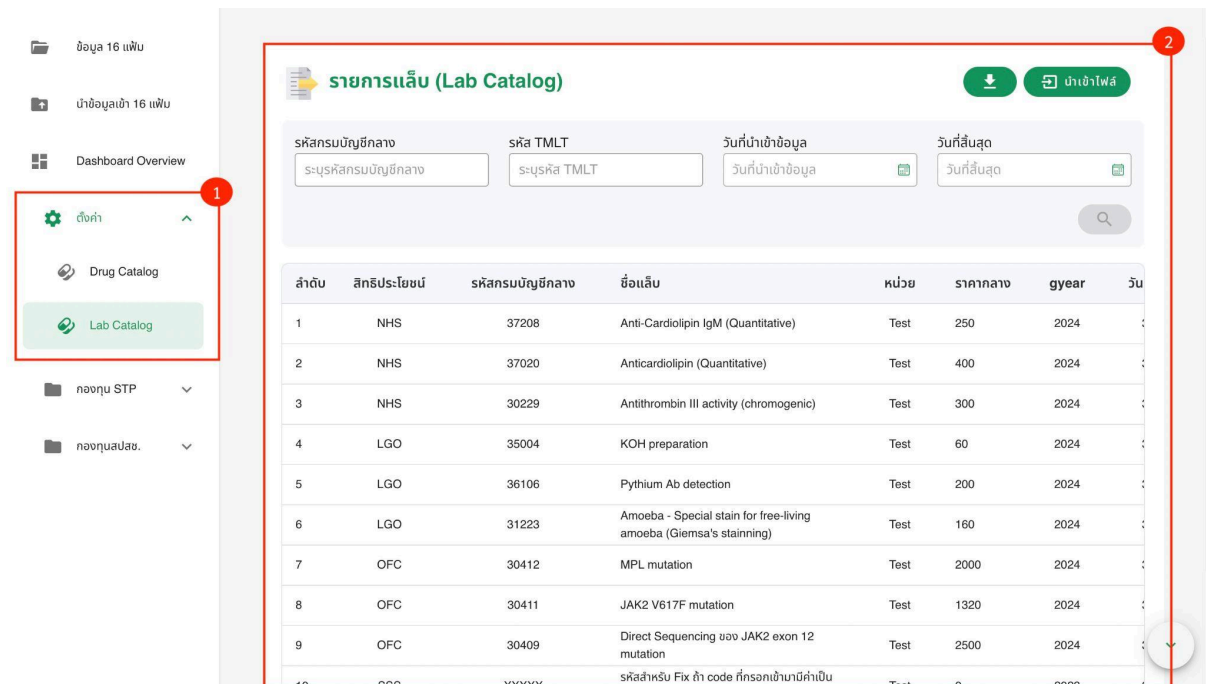 ข้อมูล 16 แฟ้ม
นำข้อมูลเข้า 16 แฟ้ม
Dashboard Overview
1
ตั้งค่า
Drug Catalog
Lab Catalog
กองทุน STP
กองทุนสปสช.
2
รายการแล็บ (Lab Catalog)
นำเข้าไฟล์
รหัสกรมบัญชีกลาง รหัส TMLT วันที่นำเข้าข้อมูล วันที่สิ้นสุด
ระบุรหัสกรมบัญชีกลาง ระบุรหัส TMLT วันที่นำเข้าข้อมูล วันที่สิ้นสุด
ลำดับ สิทธิประโยชน์ รหัสกรมบัญชีกลาง ชื่อแล็บ หน่วย ราคากลาง gyear วัน
1 NHS 37208 Anti-Cardiolipin IgM (Quantitative) Test 250 2024
2 NHS 37020 Anticardiolipin (Quantitative) Test 400 2024
3 NHS 30229 Antithrombin III activity (chromogenic) Test 300 2024
4 LGO 35004 KOH preparation Test 60 2024
5 LGO 36106 Pythium Ab detection Test 200 2024
6 LGO 31223 Amoeba - Special stain for free-living Test 160 2024
amoeba (Giemsa's stainning)
7 OFC 30412 MPL mutation Test 2000 2024
8 OFC 30411 JAK2 V617F mutation Test 1320 2024
9 OFC 30409 Direct Sequencing ของ JAK2 exon 12 Test 2500 2024
mutation
รหัสสำหรับ Fix ถ้า code ที่กรอกเข้ามามีค่าเป็น